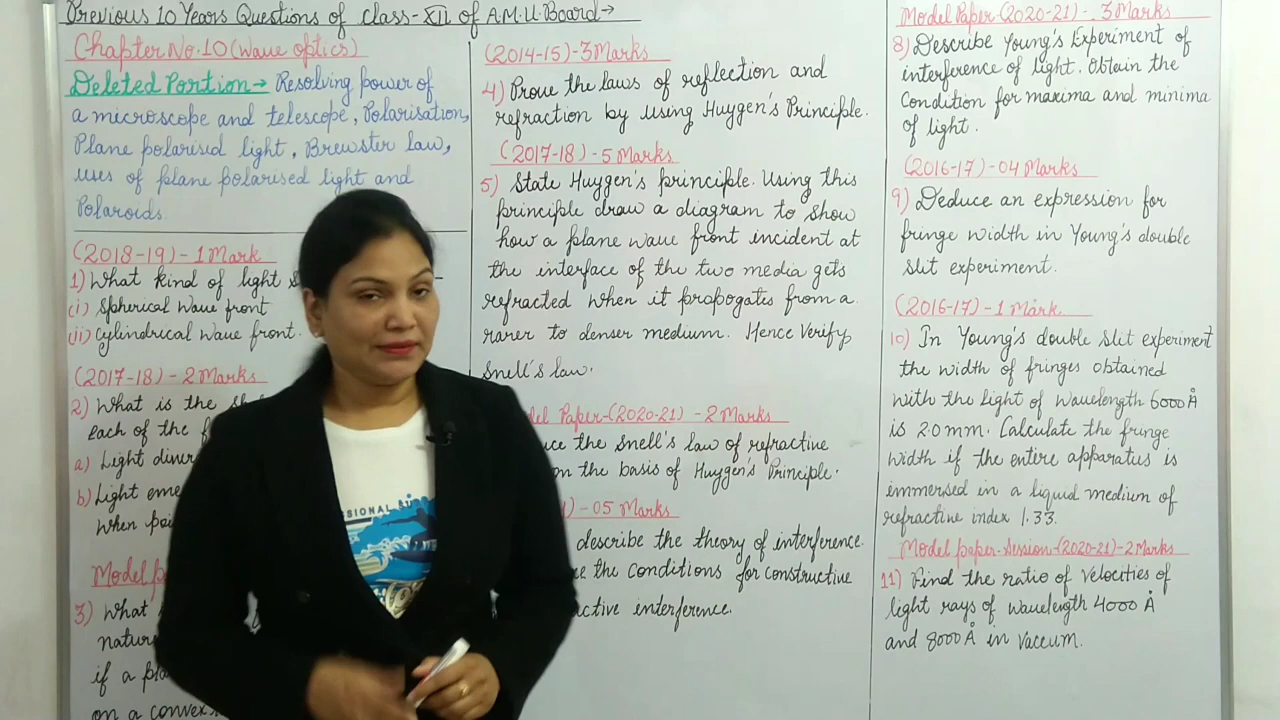 Previous 10 Years Questions of class-XII of A.M.U. Board→
Chapter No.10 (Wave optics)
Deleted Portion→ Resolving power of
a microscope and telescope, Polarisation,
Plane polarised light, Brewster law,
uses of plane polarised light and
Polaroids.
(2018-19) - 1 Mark
1) What kind of light
(i) Spherical Wave front
(ii) Cylindrical Wave front.
(2017-18) - 2 Marks
2) What is the
each of the
a) Light
b) Light
When
Model
3) What
if a
on a convex
(2014-15) - 3 Marks
4) Prove the laws of reflection and
refraction by using Huygen's Principle.
(2017-18) - 5 Marks
5) State Huygen's principle. Using this
principle draw a diagram to show
how a plane wave front incident at
the interface of the two media gets
refracted when it propogates from a
rarer to denser medium. Hence Verify
Snell's law.
Paper-(2020-21) - 2 Marks
the Snell's law of refractive
on the basis of Huygen's Principle.
- 05 Marks
describe the theory of interference.
the conditions for constructive
interference.
Model Paper-(2020-21) - 3 Marks
8) Describe Young's Experiment of
interference of light. Obtain the
Condition for maxima and minima
of light.
(2016-17) - 04 Marks
9) Deduce an expression for
fringe width in Young's double
slit experiment.
(2016-17) - 1 Mark
10) In Young's double slit experiment
the width of fringes obtained
with the light of wavelength 6000 Å
is 2.0 mm. Calculate the fringe
width if the entire apparatus is
immersed in a liquid medium of
refractive index 1.33.
Model paper-Session-(2020-21)-2 Marks
11) Find the ratio of velocities of
light rays of wavelength 4000 Å
and 8000 Å in vaccum.